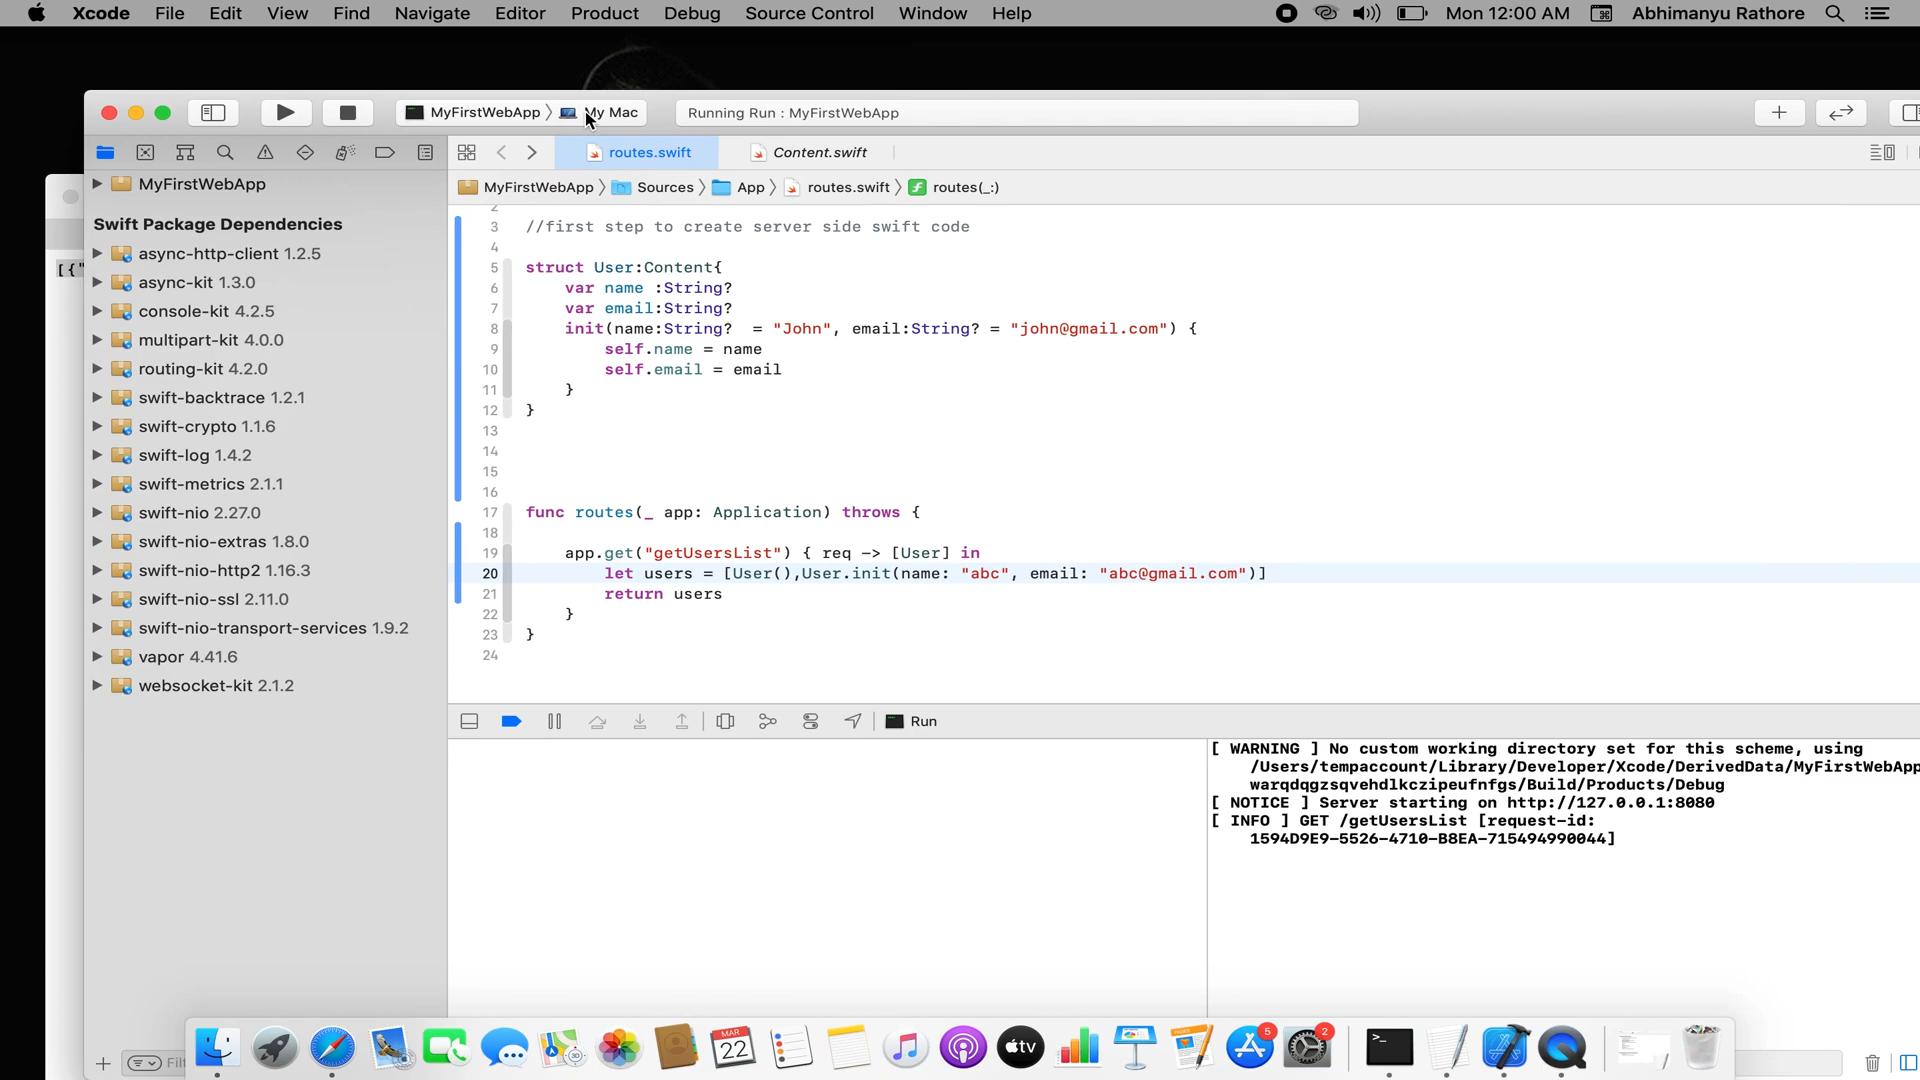 Xcode File Edit View Find Navigate Editor Product Debug Source Control Window Help Mon 12:00 AM Abhimanyu Rathore
MyFirstWebApp My Mac Running Run : MyFirstWebApp
routes.swift Content.swift
MyFirstWebApp
MyFirstWebApp Sources App routes.swift routes(_:)
Swift Package Dependencies
async-http-client 1.2.5
async-kit 1.3.0
console-kit 4.2.5
multipart-kit 4.0.0
routing-kit 4.2.0
swift-backtrace 1.2.1
swift-crypto 1.1.6
swift-log 1.4.2
swift-metrics 2.1.1
swift-nio 2.27.0
swift-nio-extras 1.8.0
swift-nio-http2 1.16.3
swift-nio-ssl 2.11.0
swift-nio-transport-services 1.9.2
vapor 4.41.6
websocket-kit 2.1.2
[{"
2
3 //first step to create server side swift code
4
5 struct User:Content{
6 var name :String?
7 var email:String?
8 init(name:String? = "John", email:String? = "john@gmail.com") {
9 self.name = name
10 self.email = email
11 }
12 }
13
14
15
16
17 func routes(_ app: Application) throws {
18
19 app.get("getUsersList") { req -> [User] in
20 let users = [User(),User.init(name: "abc", email: "abc@gmail.com")]
21 return users
22 }
23 }
24
Run
[ WARNING ] No custom working directory set for this scheme, using
/Users/tempaccount/Library/Developer/Xcode/DerivedData/MyFirstWebApp
warqdqgzsqvehdlkczipeufnfgs/Build/Products/Debug
[ NOTICE ] Server starting on http://127.0.0.1:8080
[ INFO ] GET /getUsersList [request-id:
1594D9E9-5526-4710-B8EA-715494990044]
MAR
22
tv
5
2